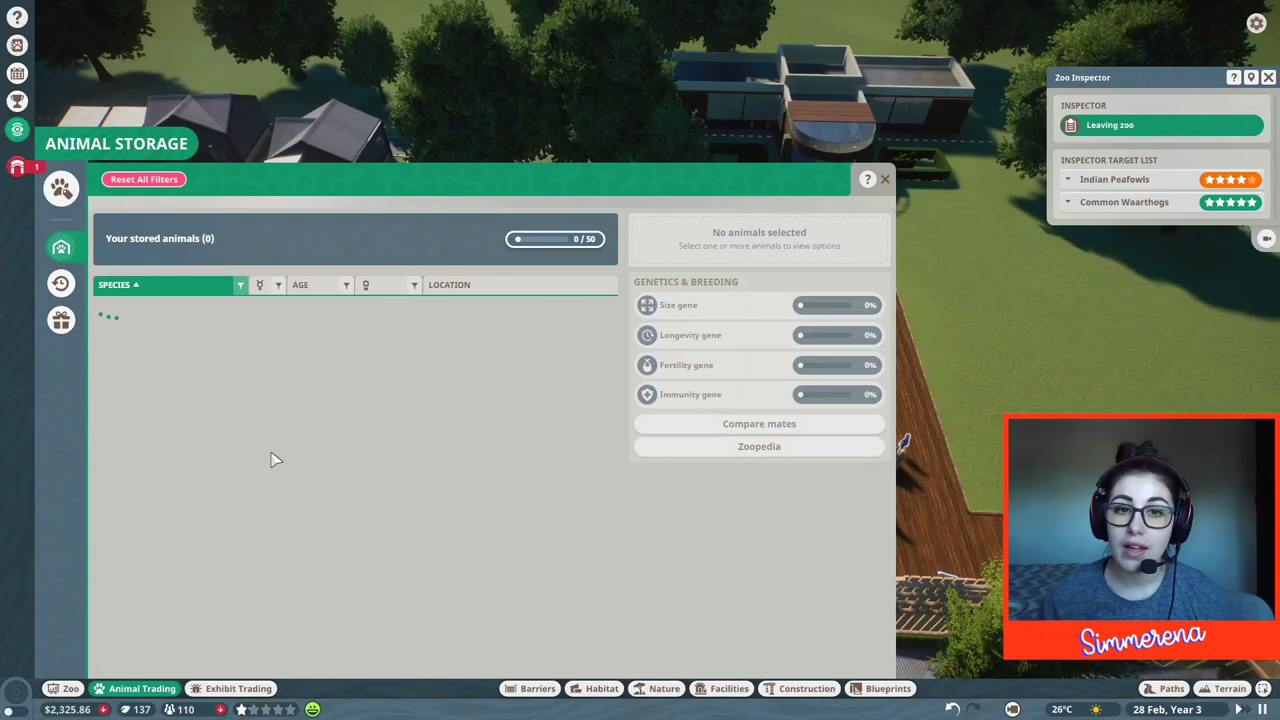 ANIMAL STORAGE
1
Reset All Filters
?
Your stored animals (0)
0 / 50
SPECIES
AGE
LOCATION
No animals selected
Select one or more animals to view options
GENETICS & BREEDING
Size gene
0%
Longevity gene
0%
Fertility gene
0%
Immunity gene
0%
Compare mates
Zoopedia
Zoo Inspector
?
INSPECTOR
Leaving zoo
INSPECTOR TARGET LIST
Indian Peafowls
Common Waarthogs
Simmerena
Zoo
Animal Trading
Exhibit Trading
Barriers
Habitat
Nature
Facilities
Construction
Blueprints
Paths
Terrain
$2,325.86
137
110
26°C
28 Feb, Year 3